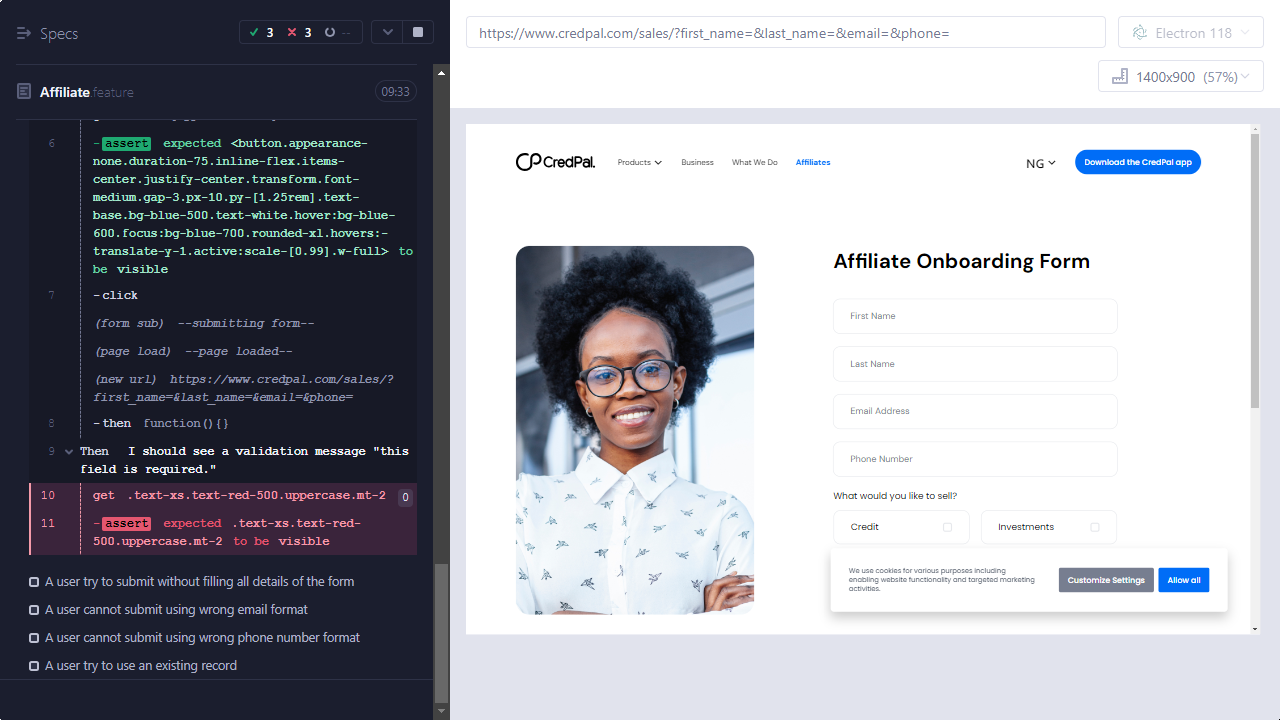 Specs
3
3
--
https://www.credpal.com/sales/?first_name=&last_name=&email=&phone=
Electron 118
1400x900 (57%)
Affiliate.feature
09:33
6
-assert expected <button.appearance-
none.duration-75.inline-flex.items-
center.justify-center.transform.font-
medium.gap-3.px-10.py-[1.25rem].text-
base.bg-blue-500.text-white.hover:bg-blue-
600.focus:bg-blue-700.rounded-xl.hovers:-
translate-y-1.active:scale-[0.99].w-full> to
be visible
7
-click
(form sub) --submitting form--
(page load) --page loaded--
(new url) https://www.credpal.com/sales/?
first_name=&last_name=&email=&phone=
8
-then function(){}
9
Then I should see a validation message "this
field is required."
10
get .text-xs.text-red-500.uppercase.mt-2
0
11
-assert expected .text-xs.text-red-
500.uppercase.mt-2 to be visible
A user try to submit without filling all details of the form
A user cannot submit using wrong email format
A user cannot submit using wrong phone number format
A user try to use an existing record
CredPal.
Products
Business
What We Do
Affiliates
NG
Download the CredPal app
Affiliate Onboarding Form
First Name
Last Name
Email Address
Phone Number
What would you like to sell?
Credit
Investments
We use cookies for various purposes including
enabling website functionality and targeted marketing
activities.
Customize Settings
Allow all